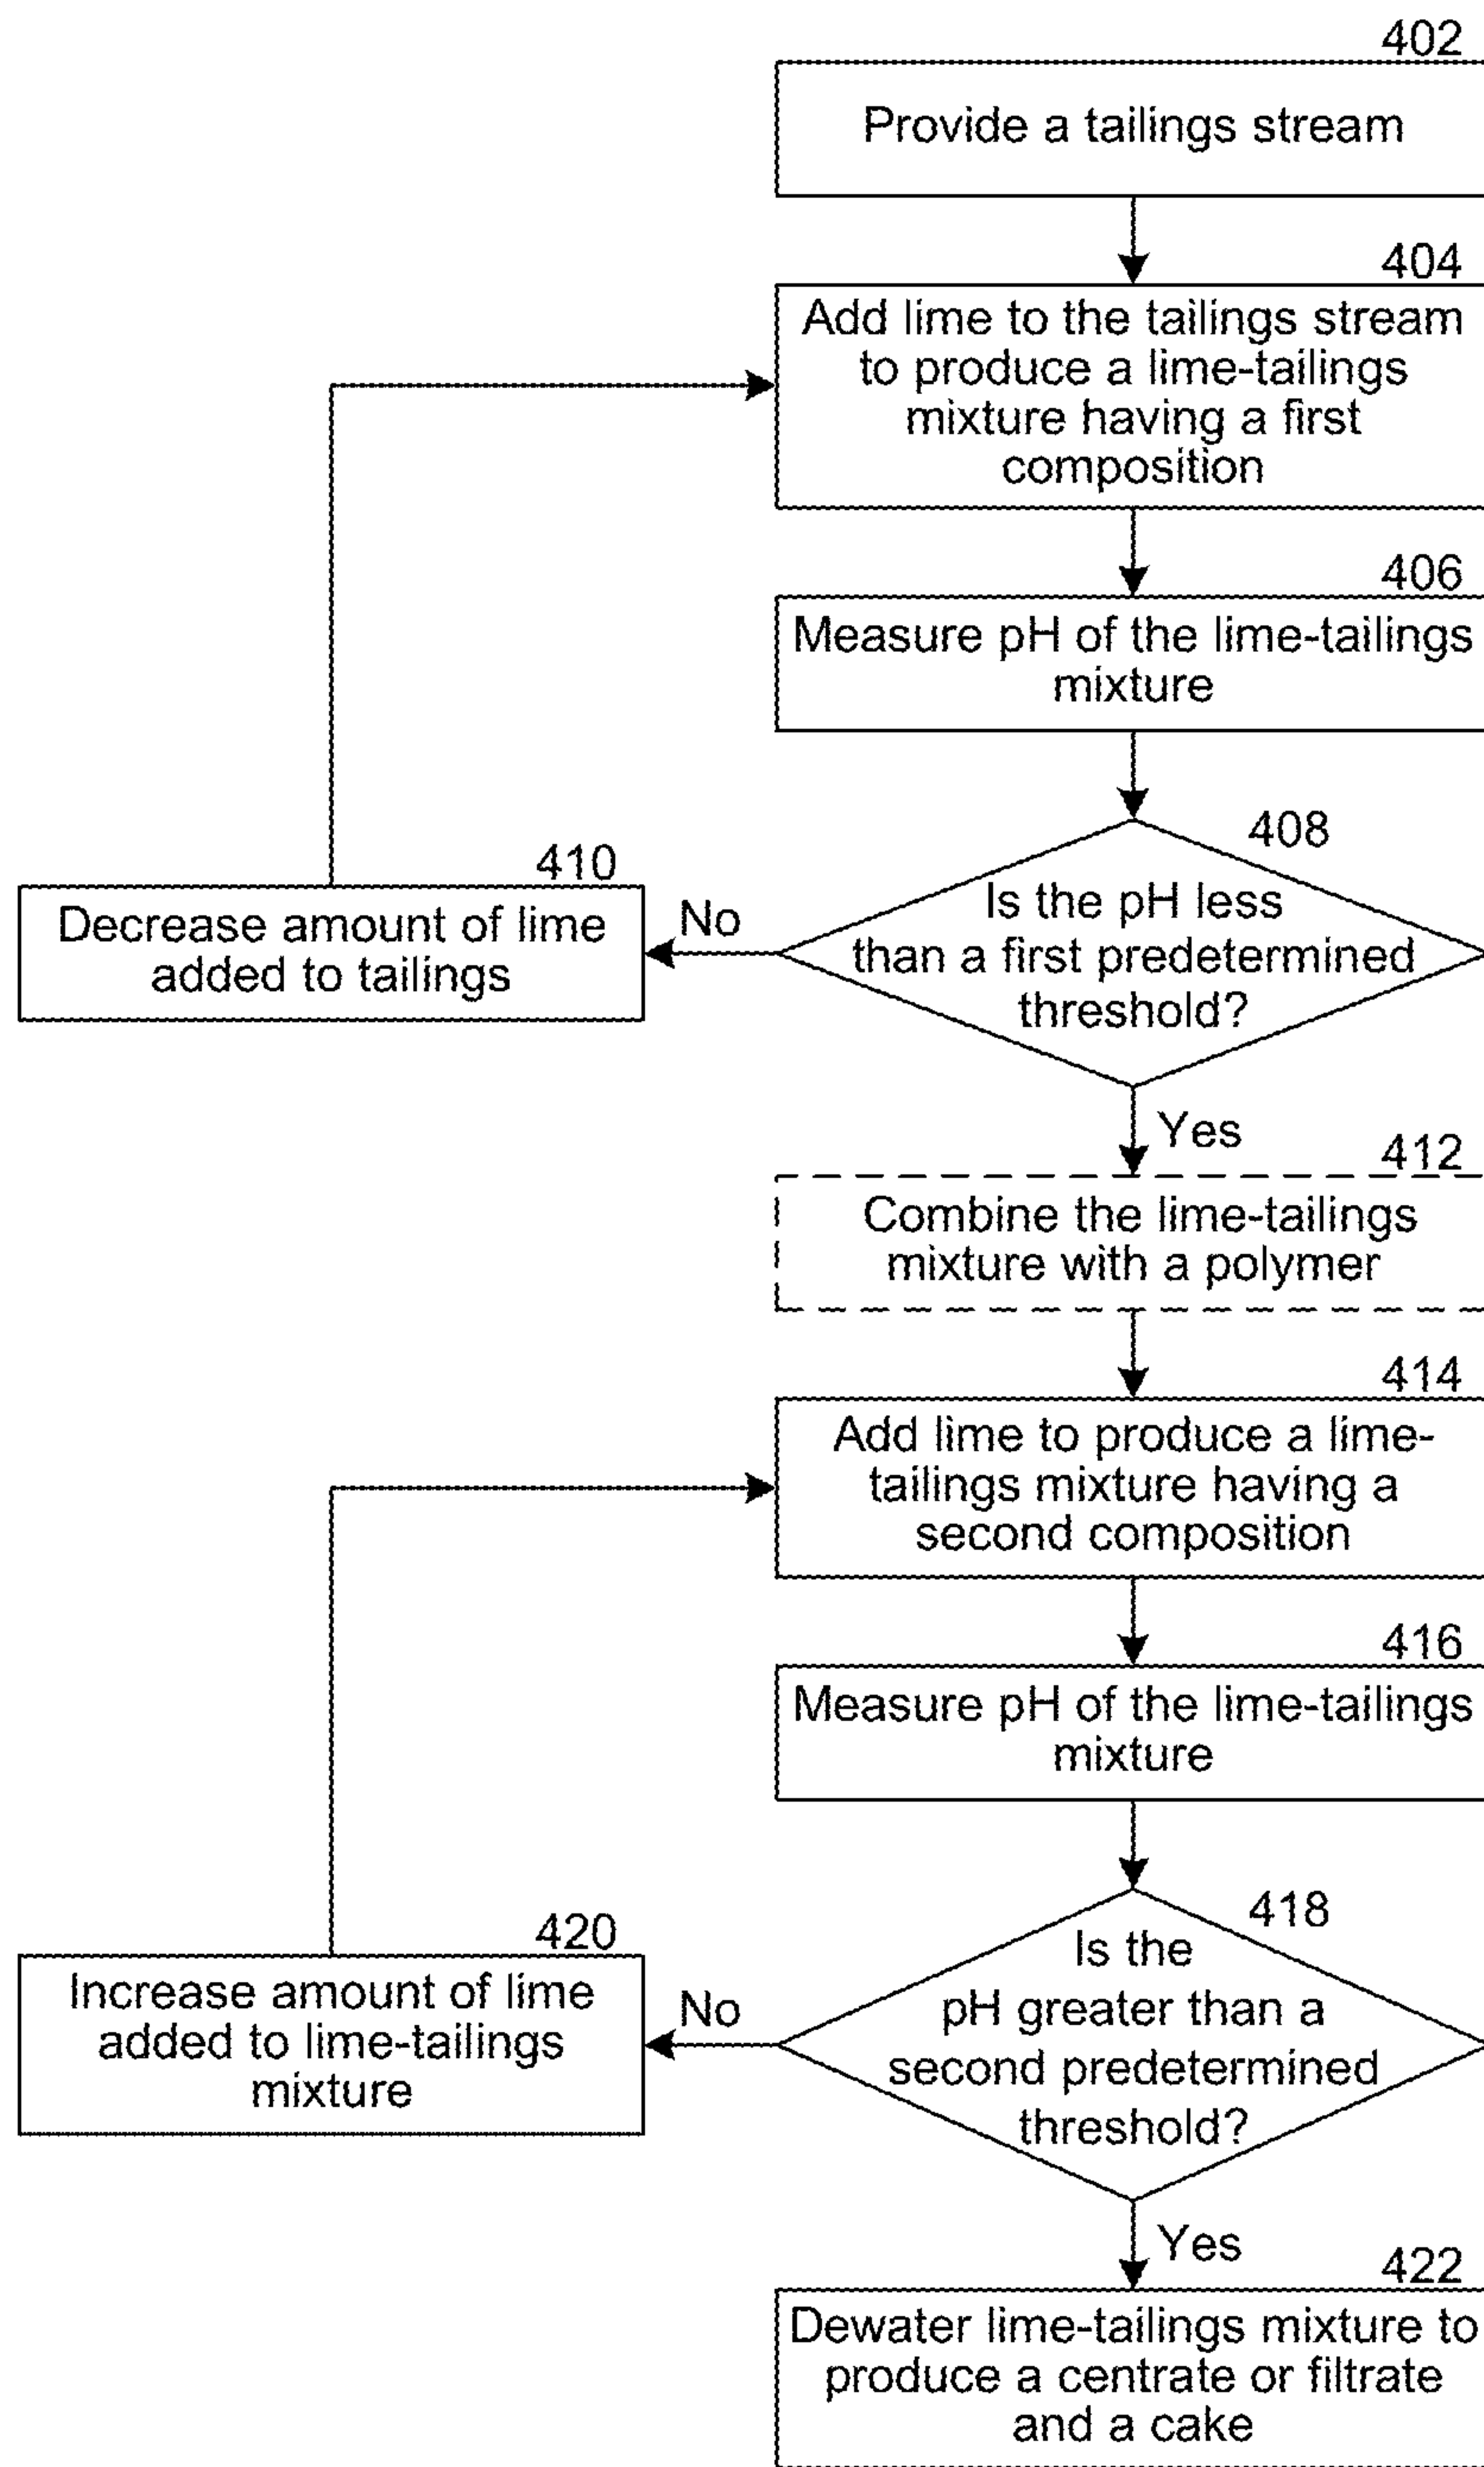 402
Provide a tailings stream
404
Add lime to the tailings stream
to produce a lime-tailings
mixture having a first
composition
406
Measure pH of the lime-tailings
mixture
408
Is the pH less
than a first predetermined
threshold?
No
410
Decrease amount of lime
added to tailings
Yes
412
Combine the lime-tailings
mixture with a polymer
414
Add lime to produce a lime-
tailings mixture having a
second composition
416
Measure pH of the lime-tailings
mixture
418
Is the
pH greater than a
second predetermined
threshold?
No
420
Increase amount of lime
added to lime-tailings
mixture
Yes
422
Dewater lime-tailings mixture to
produce a centrate or filtrate
and a cake